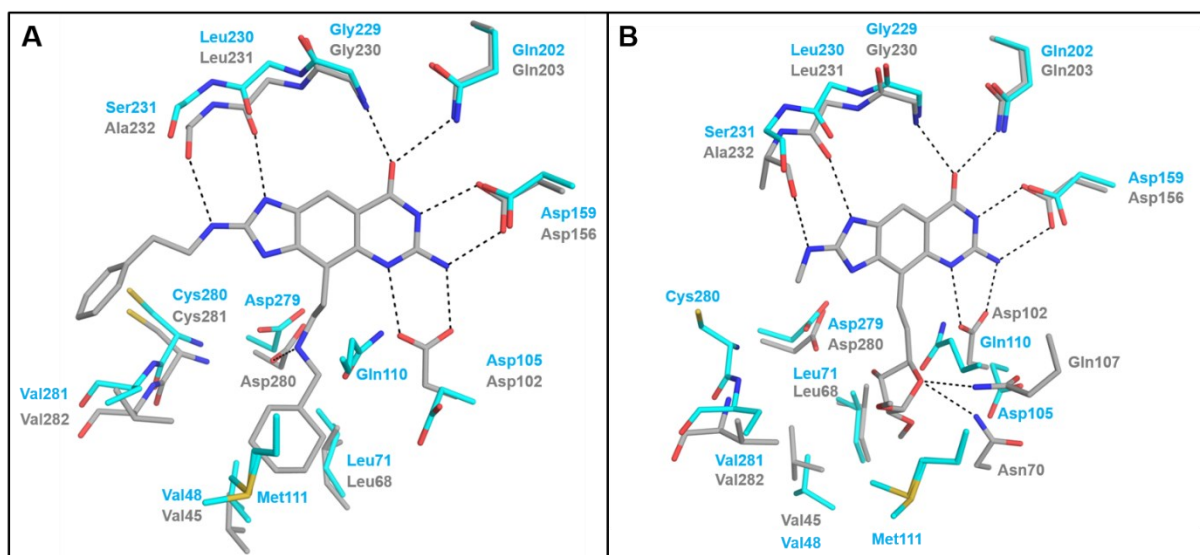 A
Leu230
Leu231
Gly229
Gly230
Gln202
Gln203
Ser231
Ala232
Asp159
Asp156
Cys280
Cys281
Asp279
Asp280
Gln110
Asp105
Asp102
Val281
Val282
Leu71
Leu68
Val48
Val45
Met111
B
Leu230
Leu231
Gly229
Gly230
Gln202
Gln203
Ser231
Ala232
Asp159
Asp156
Cys280
Asp279
Asp280
Asp102
Gln110
Gln107
Leu71
Leu68
Asp105
Val281
Val282
Asn70
Val45
Val48
Met111